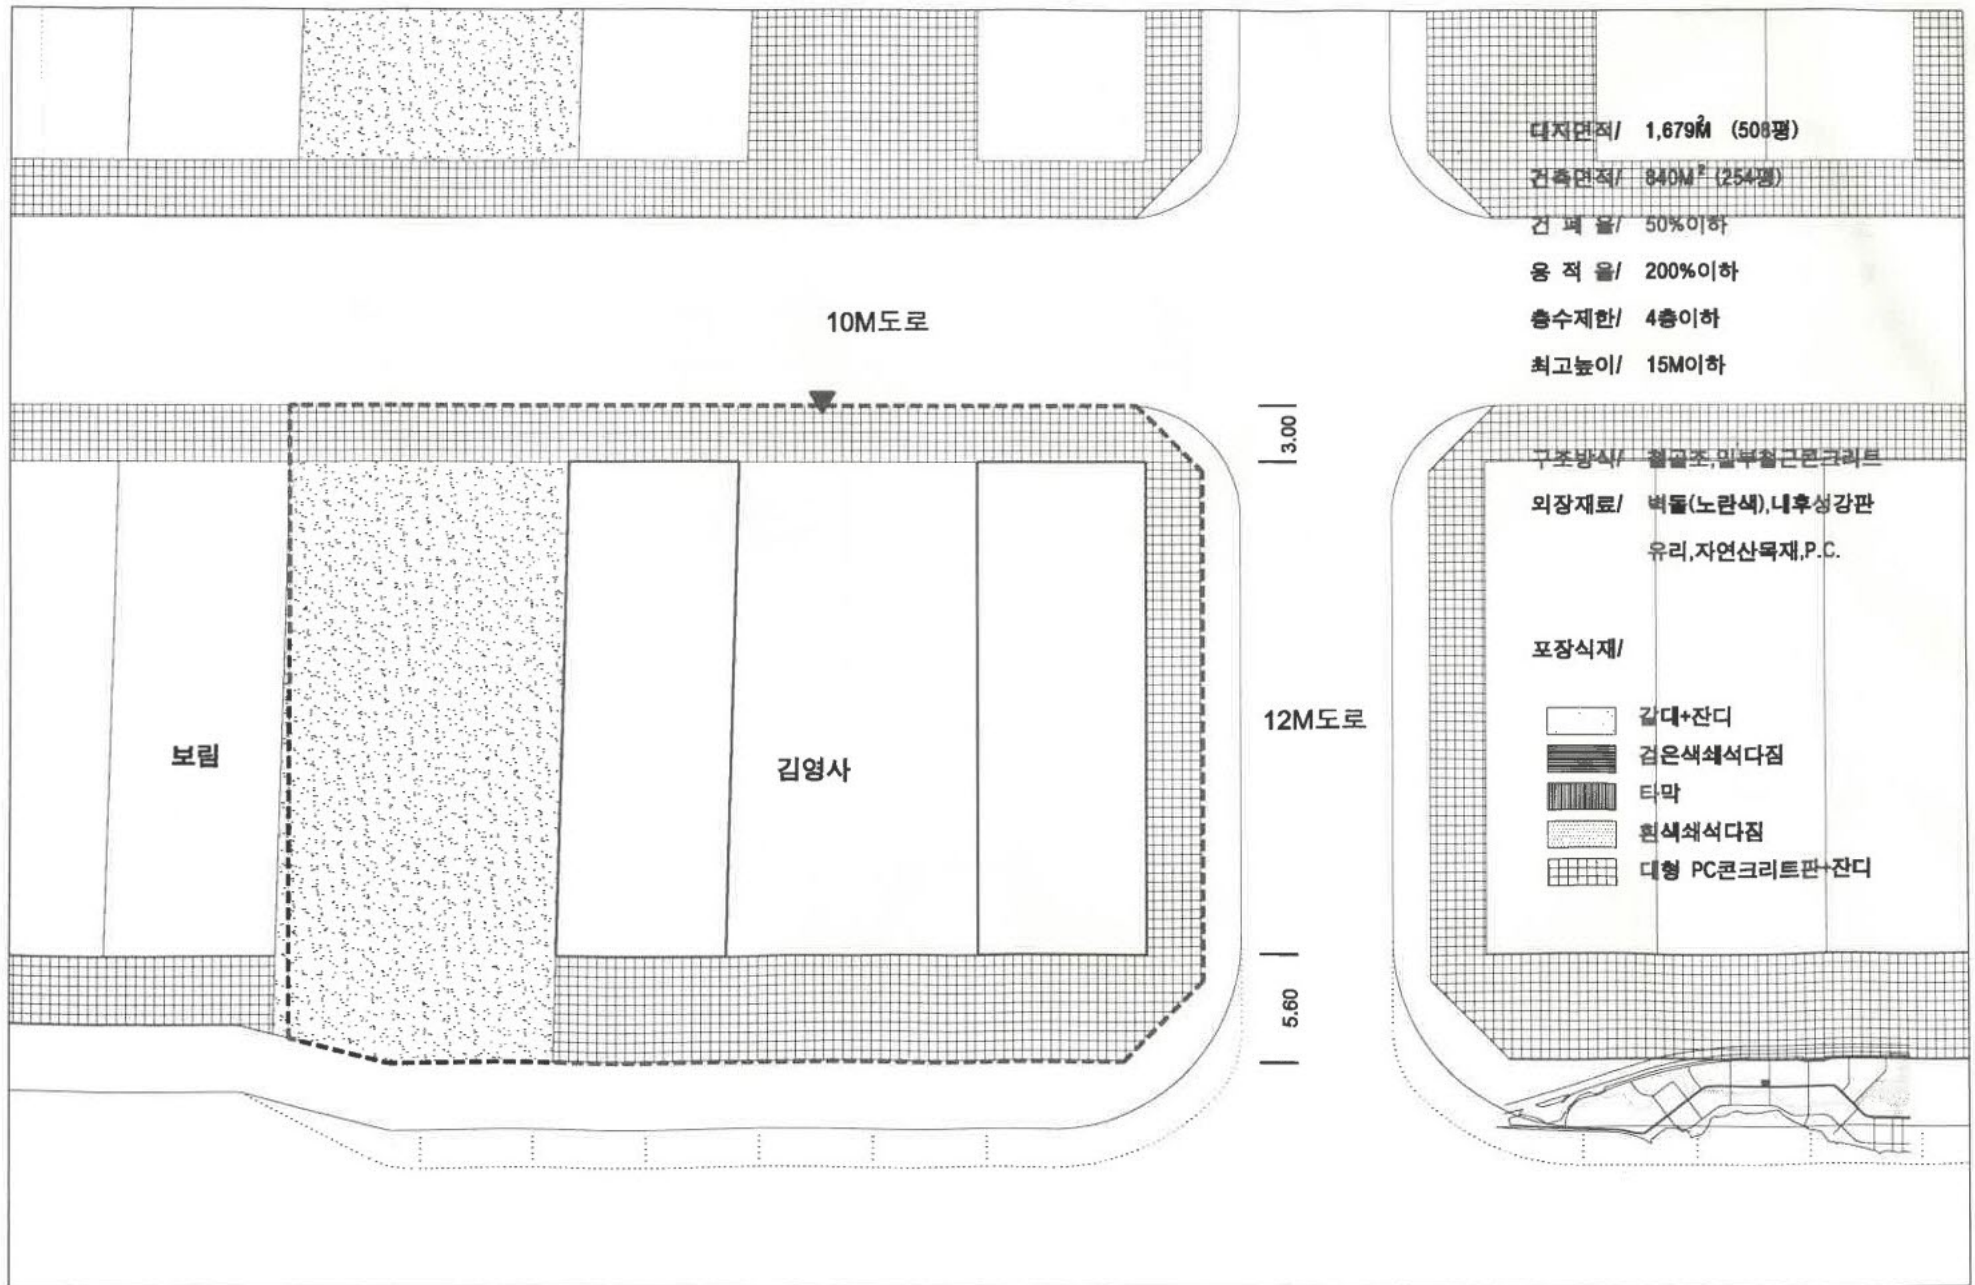 대지면적/ 1,679M² (508평)
건축면적/ 840M² (254평)
건 폐 율/ 50%이하
용 적 율/ 200%이하
10M도로
층수제한/ 4층이하
최고높이/ 15M이하
3.00
구조방식/ 철골조,일부철근콘크리트
외장재료/ 벽돌(노란색),내후성강판
유리,자연산목재,P.C.
포장식재/
갈대+잔디
12M도로
보림
김영사
검은색쇄석다짐
타막
흰색쇄석다짐
대형 PC콘크리트판+잔디
5.60